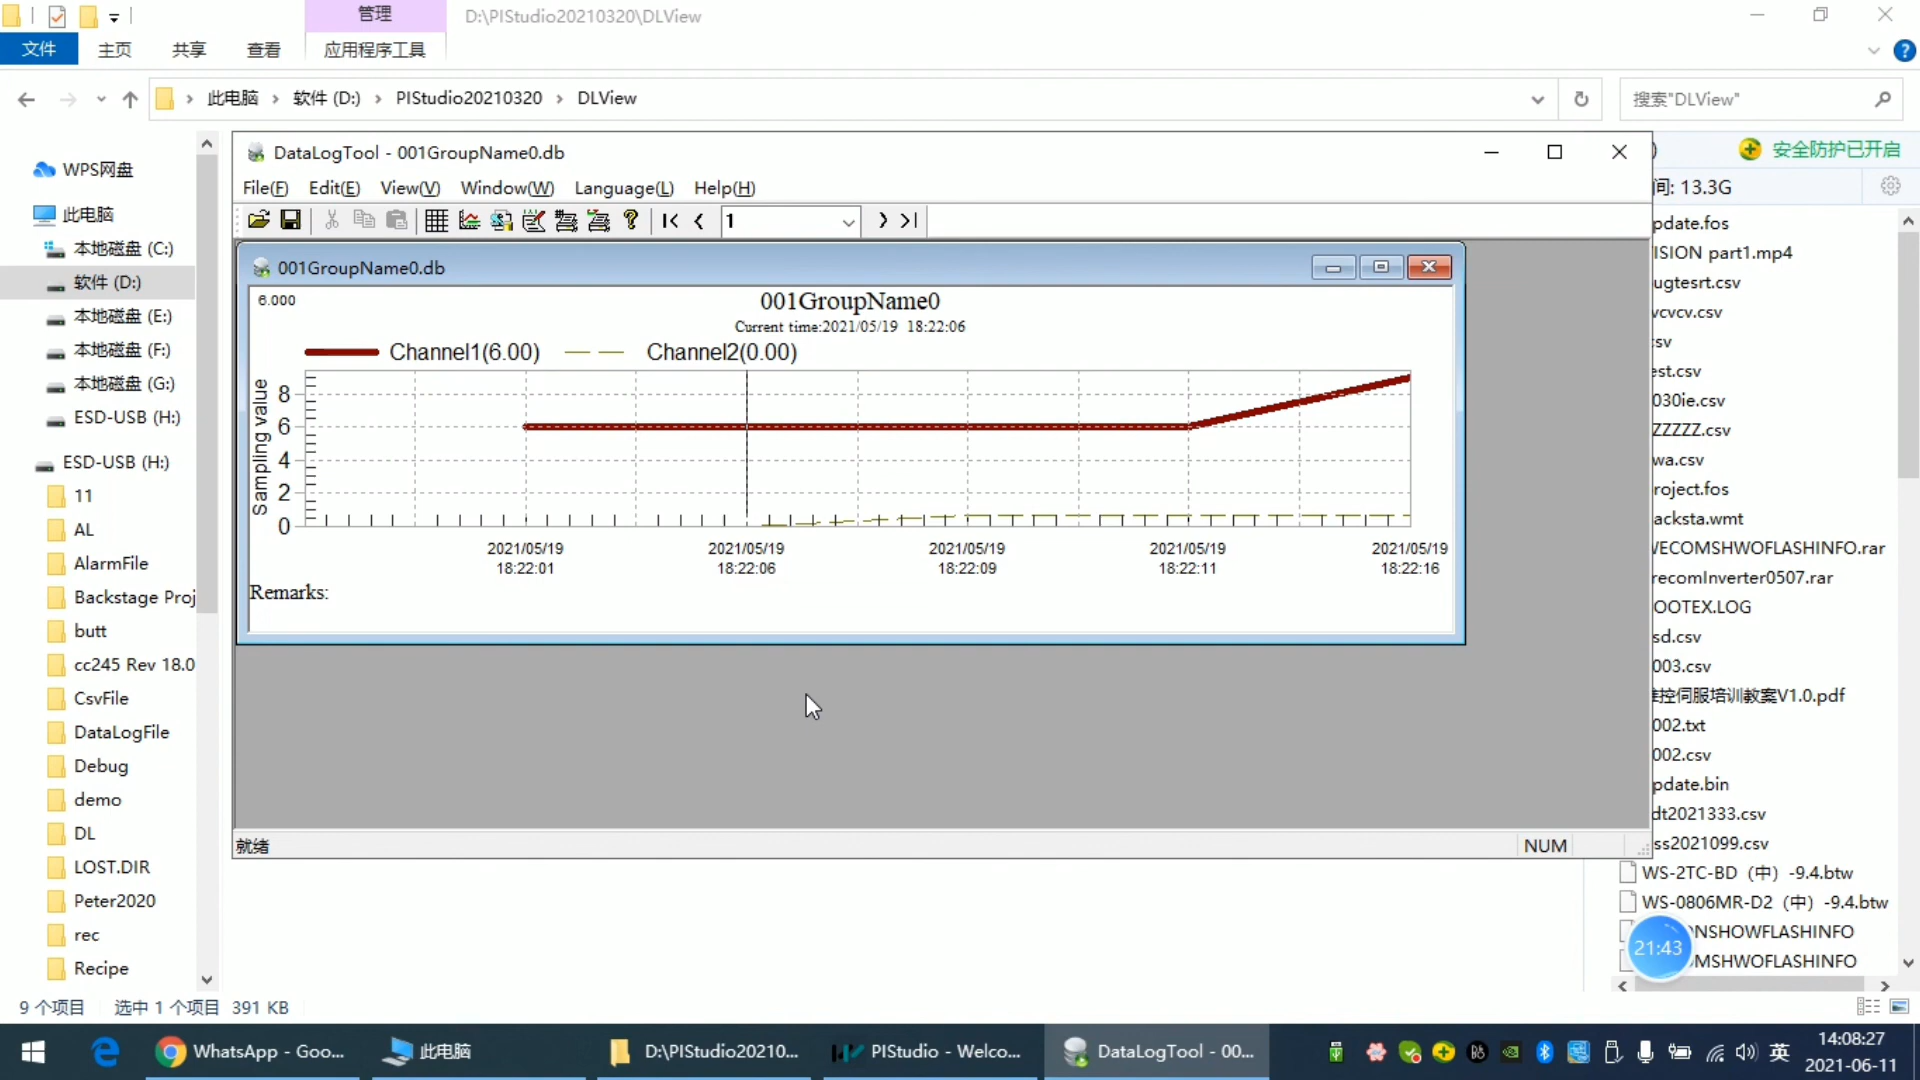 管理
D:\PIStudio20210320\DLView
文件 主页 共享 查看 应用程序工具
此电脑 软件 (D:) PIStudio20210320 DLView
搜索"DLView"
WPS网盘
此电脑
本地磁盘 (C:)
软件 (D:)
本地磁盘 (E:)
本地磁盘 (F:)
本地磁盘 (G:)
ESD-USB (H:)
ESD-USB (H:)
11
AL
AlarmFile
Backstage Proj
butt
cc245 Rev 18.0
CsvFile
DataLogFile
Debug
demo
DL
LOST.DIR
Peter2020
rec
Recipe
DataLogTool - 001GroupName0.db
File(F) Edit(E) View(V) Window(W) Language(L) Help(H)
1
001GroupName0.db
6.000
001GroupName0
Current time:2021/05/19 18:22:06
Channel1(6.00) Channel2(0.00)
Sampling value
8
6
4
2
0
2021/05/19 2021/05/19 2021/05/19 2021/05/19 2021/05/19
18:22:01 18:22:06 18:22:09 18:22:11 18:22:16
Remarks:
就绪
NUM
安全防护已开启
间: 13.3G
pdate.fos
ISION part1.mp4
ugtesrt.csv
vcvcv.csv
sv
est.csv
030ie.csv
ZZZZZ.csv
wa.csv
roject.fos
acksta.wmt
ECOMSHWOFLASHINFO.rar
recomInverter0507.rar
OOTEX.LOG
sd.csv
003.csv
控伺服培训教案V1.0.pdf
002.txt
002.csv
pdate.bin
dt2021333.csv
ss2021099.csv
WS-2TC-BD（中）-9.4.btw
WS-0806MR-D2（中）-9.4.btw
NSHOWFLASHINFO
OMSHWOFLASHINFO
21:43
9 个项目 选中 1 个项目 391 KB
WhatsApp - Goo...
此电脑
D:\PIStudio20210...
PIStudio - Welco...
DataLogTool - 00...
英
14:08:27
2021-06-11